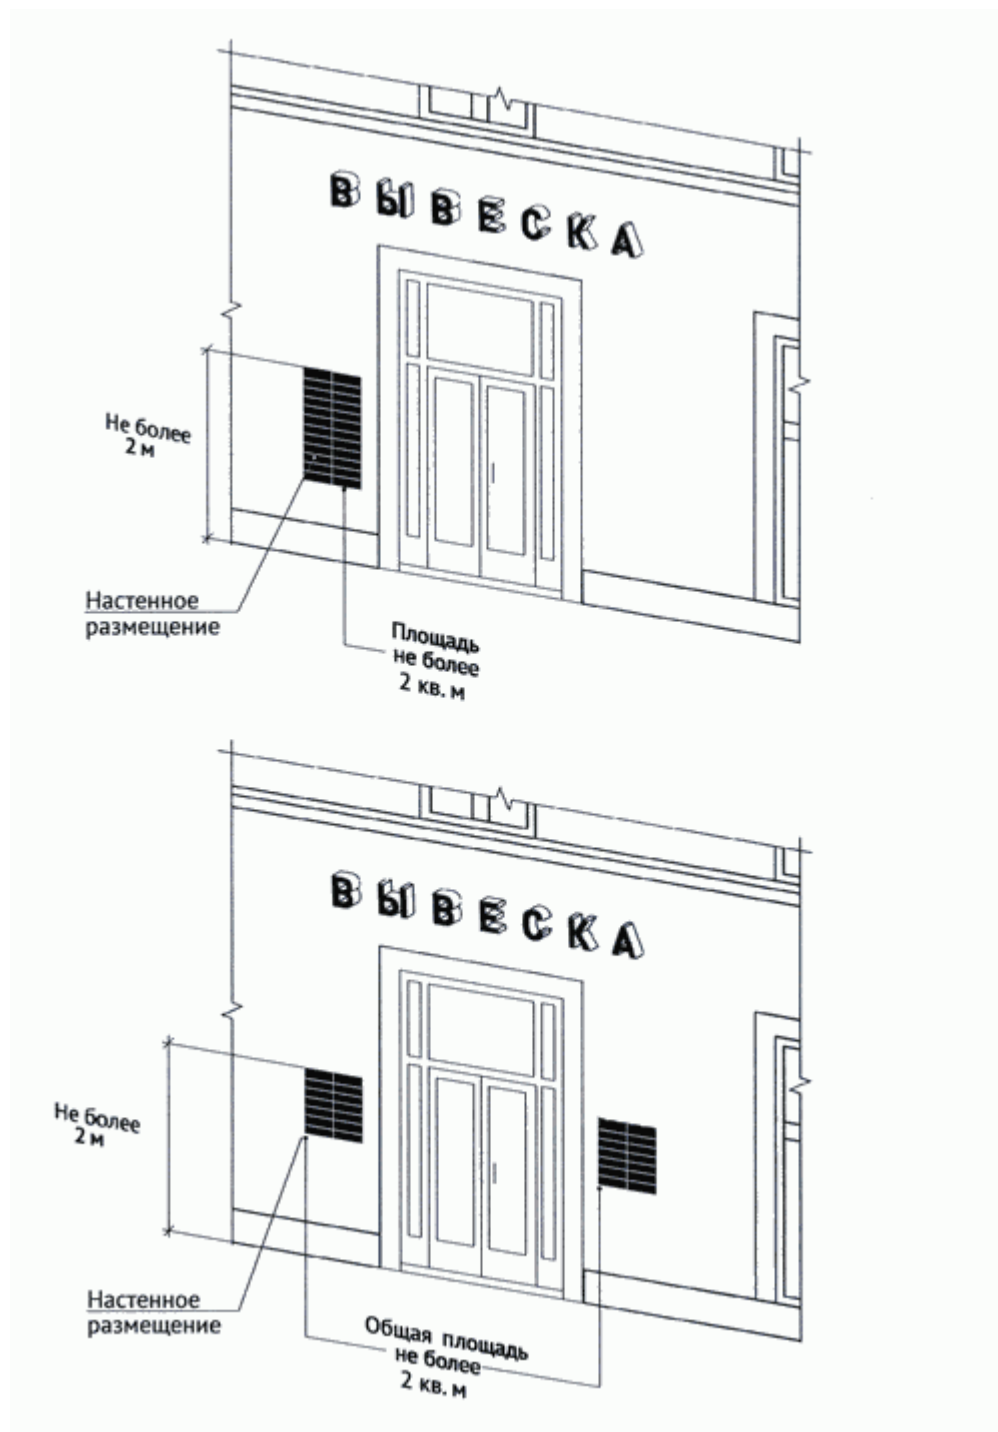 ВЫВЕСКА
Не более
2 м
Настенное
размещение
Площадь
не более
2 кв. м
ВЫВЕСКА
Не более
2 м
Настенное
размещение
Общая площадь
не более
2 кв. м